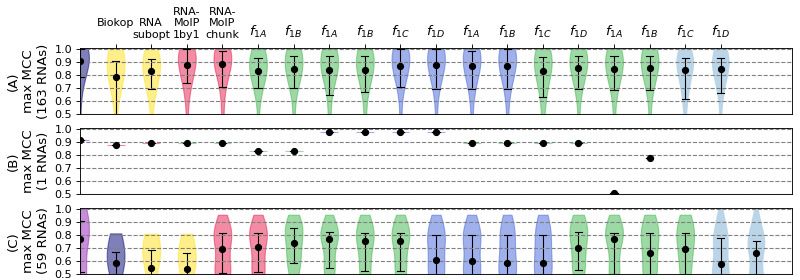 Biokop RNA subopt RNA-MoIP 1by1 RNA-MoIP chunk f1A f1B f1A f1B f1C f1D f1A f1B f1C f1D f1A f1B f1C f1D
(A)
max MCC
(163 RNAs)
1.0
0.9
0.8
0.7
0.6
0.5
(B)
max MCC
(1 RNAs)
1.0
0.9
0.8
0.7
0.6
0.5
(C)
max MCC
(59 RNAs)
1.0
0.9
0.8
0.7
0.6
0.5